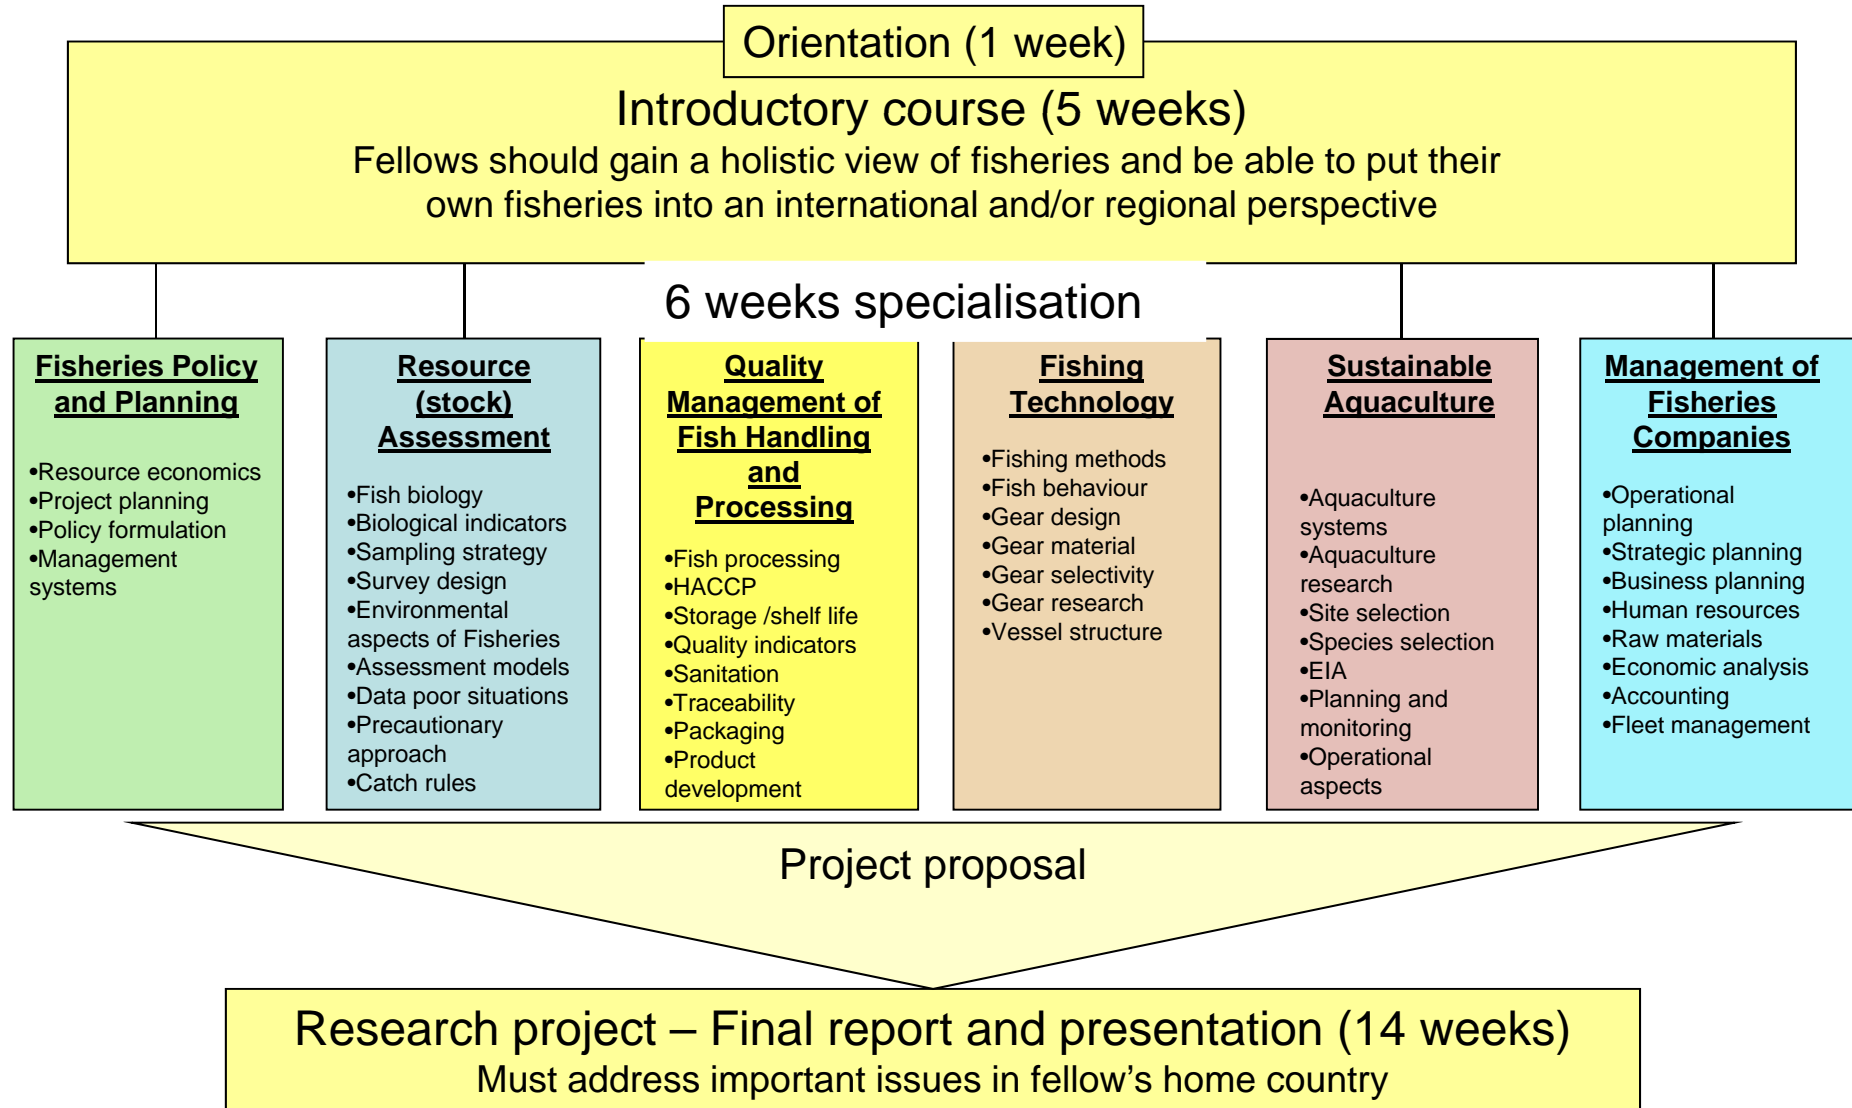 Orientation (1 week)
Introductory course (5 weeks)
Fellows should gain a holistic view of fisheries and be able to put their
own fisheries into an international and/or regional perspective
6 weeks specialisation
Fisheries Policy
and Planning
•Resource economics
•Project planning
•Policy formulation
•Management
systems
Resource
(stock)
Assessment
•Fish biology
•Biological indicators
•Sampling strategy
•Survey design
•Environmental
aspects of Fisheries
•Assessment models
•Data poor situations
•Precautionary
approach
•Catch rules
Quality
Management of
Fish Handling
and
Processing
•Fish processing
•HACCP
•Storage /shelf life
•Quality indicators
•Sanitation
•Traceability
•Packaging
•Product
development
Fishing
Technology
•Fishing methods
•Fish behaviour
•Gear design
•Gear material
•Gear selectivity
•Gear research
•Vessel structure
Sustainable
Aquaculture
•Aquaculture
systems
•Aquaculture
research
•Site selection
•Species selection
•EIA
•Planning and
monitoring
•Operational
aspects
Management of
Fisheries
Companies
•Operational
planning
•Strategic planning
•Business planning
•Human resources
•Raw materials
•Economic analysis
•Accounting
•Fleet management
Project proposal
Research project – Final report and presentation (14 weeks)
Must address important issues in fellow's home country